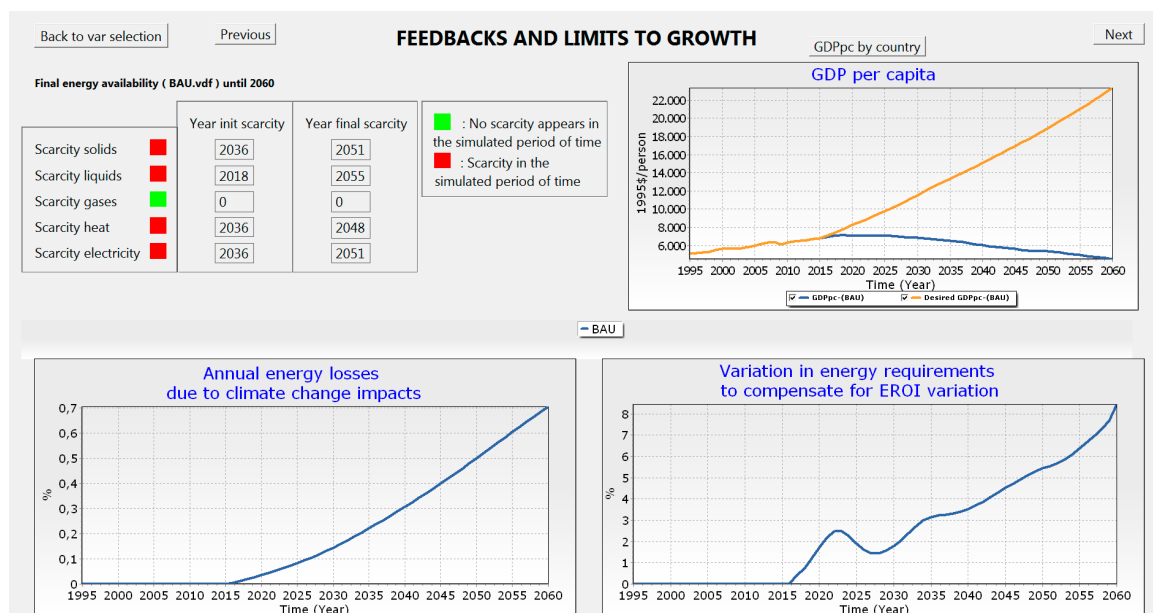 Back to var selection
Previous
FEEDBACKS AND LIMITS TO GROWTH
GDPpc by country
Next
Final energy availability ( BAU.vdf ) until 2060
Year init scarcity
Year final scarcity
Scarcity solids
2036
2051
Scarcity liquids
2018
2055
Scarcity gases
0
0
Scarcity heat
2036
2048
Scarcity electricity
2036
2051
: No scarcity appears in
the simulated period of time
: Scarcity in the
simulated period of time
GDP per capita
1995$/person
22.000
20.000
18.000
16.000
14.000
12.000
10.000
8.000
6.000
1995 2000 2005 2010 2015 2020 2025 2030 2035 2040 2045 2050 2055 2060
Time (Year)
GDPpc-(BAU) Desired GDPpc-(BAU)
BAU
Annual energy losses
due to climate change impacts
%
0,7
0,6
0,5
0,4
0,3
0,2
0,1
0
1995 2000 2005 2010 2015 2020 2025 2030 2035 2040 2045 2050 2055 2060
Time (Year)
Variation in energy requirements
to compensate for EROI variation
%
8
7
6
5
4
3
2
1
0
1995 2000 2005 2010 2015 2020 2025 2030 2035 2040 2045 2050 2055 2060
Time (Year)